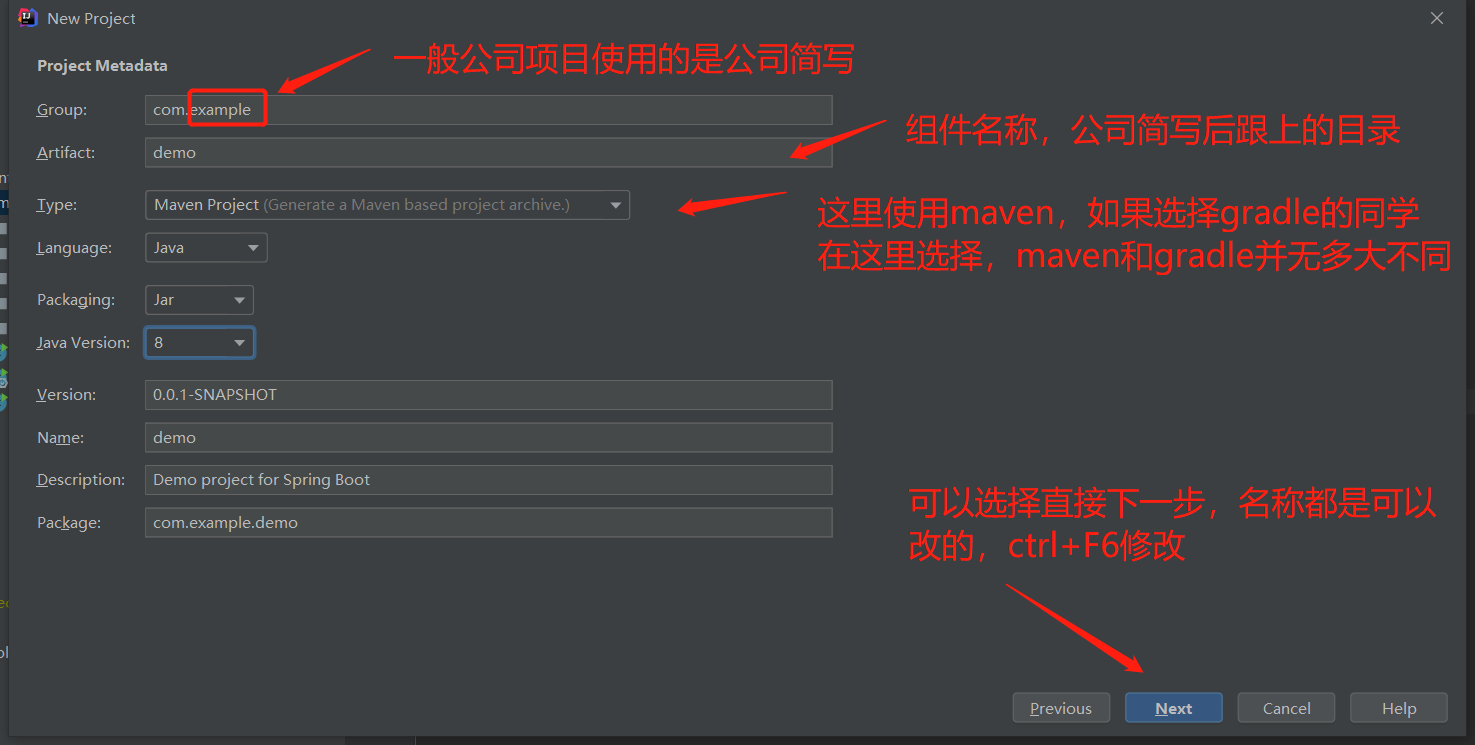 New Project
Project Metadata
一般公司项目使用的是公司简写
Group:
com.example
组件名称，公司简写后跟上的目录
Artifact:
demo
Type:
Maven Project (Generate a Maven based project archive.)
这里使用maven，如果选择gradle的同学
在这里选择，maven和gradle并无多大不同
Language:
Java
Packaging:
Jar
Java Version:
8
Version:
0.0.1-SNAPSHOT
Name:
demo
Description:
Demo project for Spring Boot
Package:
com.example.demo
可以选择直接下一步，名称都是可以
改的，ctrl+F6修改
Previous
Next
Cancel
Help